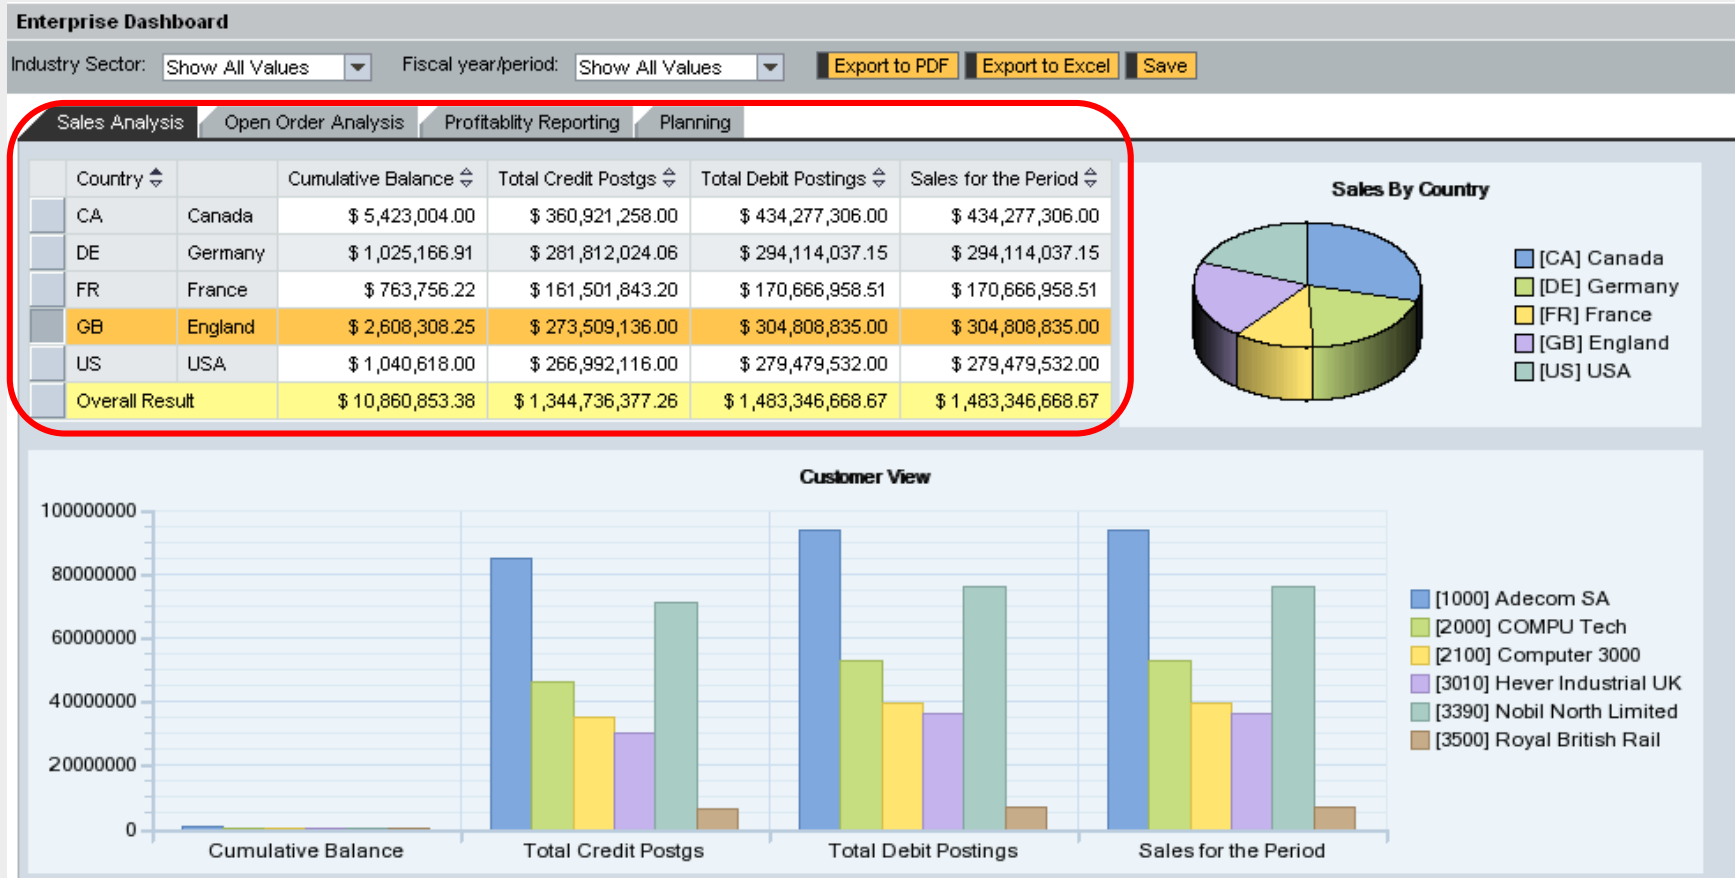 Enterprise Dashboard
Industry Sector: Show All Values Fiscal year/period: Show All Values Export to PDF Export to Excel Save
Sales Analysis Open Order Analysis Profitablity Reporting Planning
Country Cumulative Balance Total Credit Postgs Total Debit Postings Sales for the Period
CA Canada $ 5,423,004.00 $ 360,921,258.00 $ 434,277,306.00 $ 434,277,306.00
DE Germany $ 1,025,166.91 $ 281,812,024.06 $ 294,114,037.15 $ 294,114,037.15
FR France $ 763,756.22 $ 161,501,843.20 $ 170,666,958.51 $ 170,666,958.51
GB England $ 2,608,308.25 $ 273,509,136.00 $ 304,808,835.00 $ 304,808,835.00
US USA $ 1,040,618.00 $ 266,992,116.00 $ 279,479,532.00 $ 279,479,532.00
Overall Result $ 10,860,853.38 $ 1,344,736,377.26 $ 1,483,346,668.67 $ 1,483,346,668.67
Sales By Country
[CA] Canada
[DE] Germany
[FR] France
[GB] England
[US] USA
Customer View
100000000
80000000
60000000
40000000
20000000
0
Cumulative Balance Total Credit Postgs Total Debit Postings Sales for the Period
[1000] Adecom SA
[2000] COMPU Tech
[2100] Computer 3000
[3010] Hever Industrial UK
[3390] Nobil North Limited
[3500] Royal British Rail